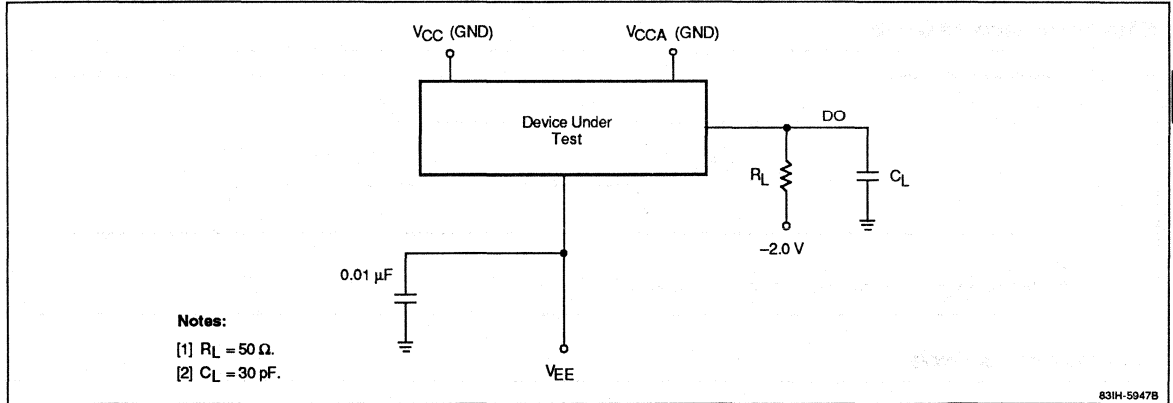 VCC (GND)
VCCA (GND)
Device Under
Test
DO
RL
CL
–2.0 V
0.01 µF
VEE
Notes:
[1] RL = 50 Ω.
[2] CL = 30 pF.
83IH-5947B